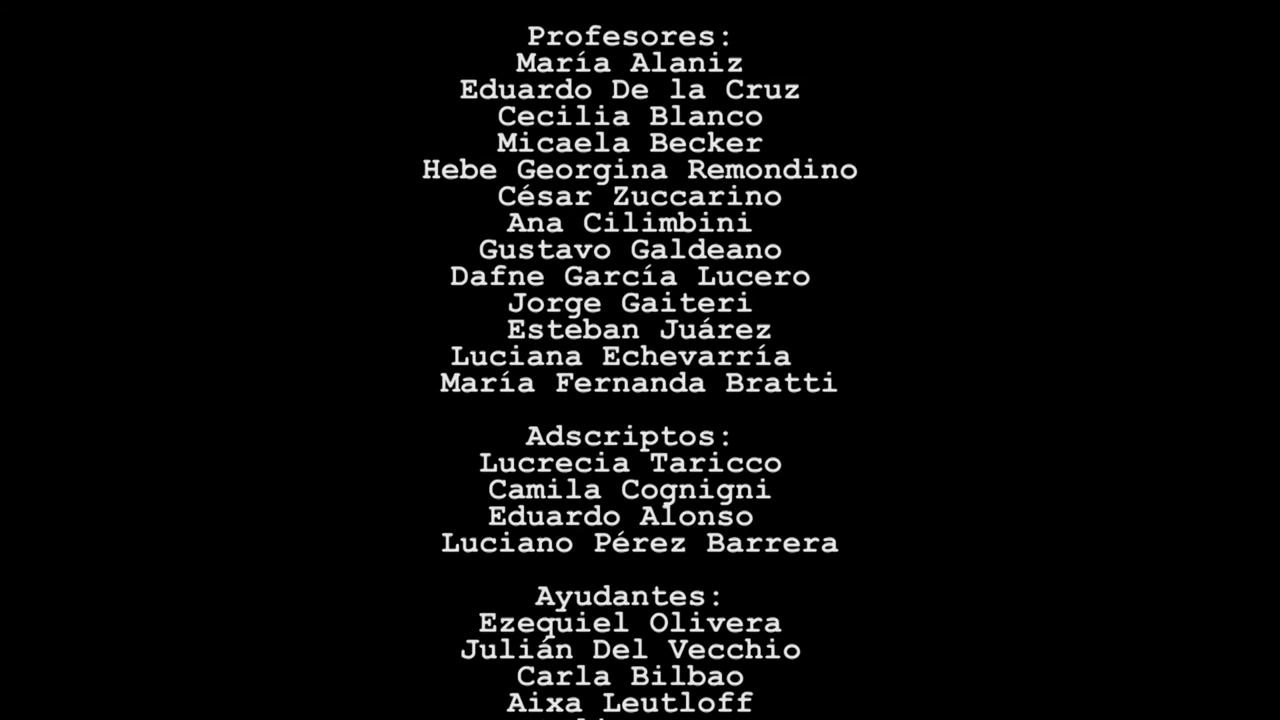 Profesores:
María Alaniz
Eduardo De la Cruz
Cecilia Blanco
Micaela Becker
Hebe Georgina Remondino
César Zuccarino
Ana Cilimbini
Gustavo Galdeano
Dafne García Lucero
Jorge Gaiteri
Esteban Juárez
Luciana Echevarría
María Fernanda Bratti
Adscriptos:
Lucrecia Taricco
Camila Cognigni
Eduardo Alonso
Luciano Pérez Barrera
Ayudantes:
Ezequiel Olivera
Julián Del Vecchio
Carla Bilbao
Aixa Leutloff